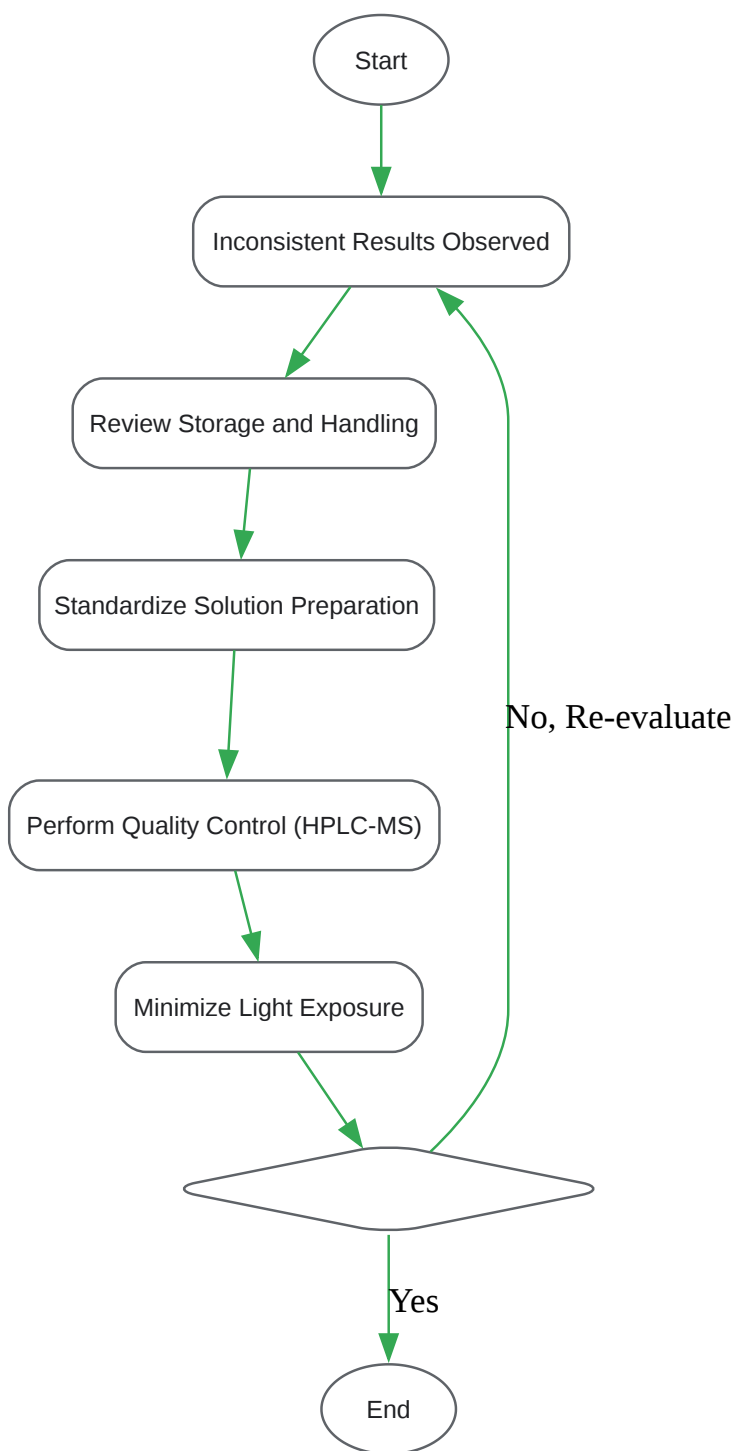 Start
Inconsistent Results Observed
Review Storage and Handling
Standardize Solution Preparation
No, Re-evaluate
Perform Quality Control (HPLC-MS)
Minimize Light Exposure
Yes
End